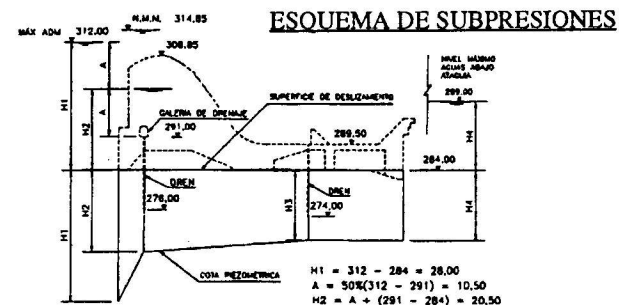 ESQUEMA DE SUBPRESIONES
N.M.N. 314,85
MÁX ADM 312,00
308,85
NIVEL MÁXIMO
AGUAS ABAJO
ATAGUIA
299,00
SUPERFICIE DE DESLIZAMIENTO
GALERIA DE DRENAJE
291,00
289,50
284,00
A
A
H1
H2
H4
DREN
276,00
DREN
274,00
H1
H2
H3
H4
COTA PIEZOMETRICA
H1 = 312 - 284 = 28,00
A = 50%(312 - 291) = 10,50
H2 = A + (291 - 284) = 20,50